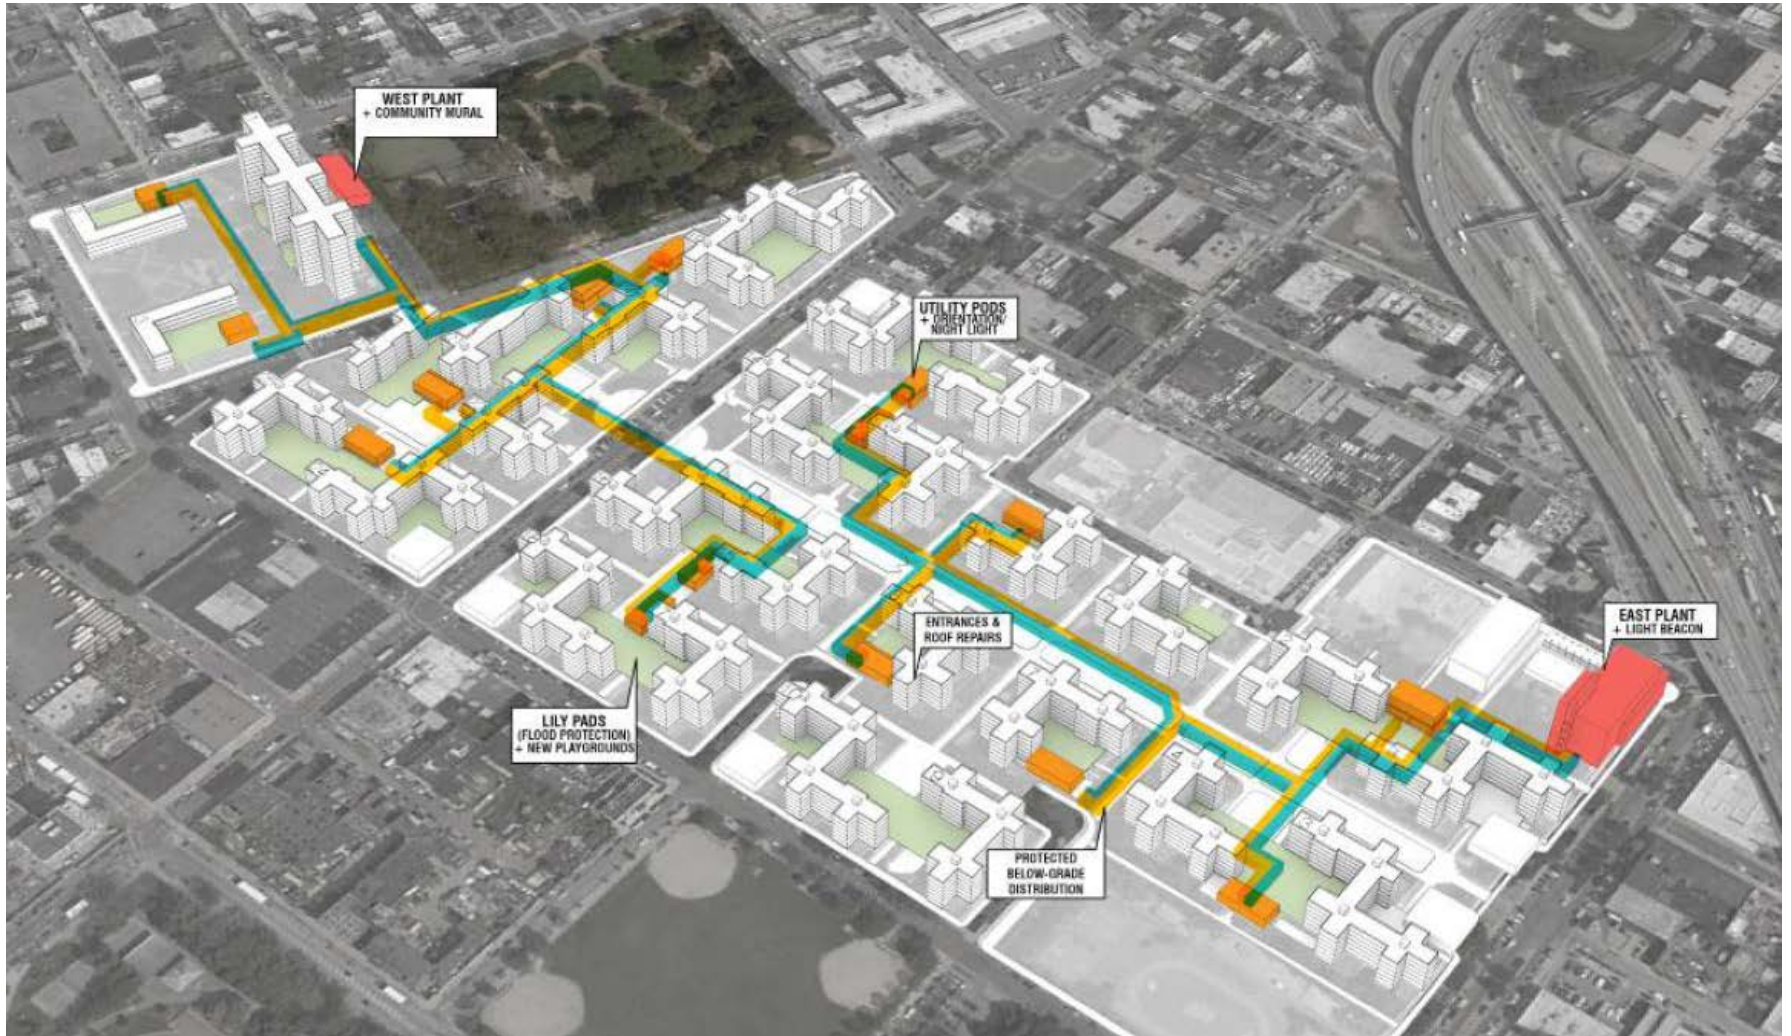 WEST PLANT
+ COMMUNITY MURAL
UTILITY PODS
+ ORIENTATION/
NIGHT LIGHT
ENTRANCES &
ROOF REPAIRS
EAST PLANT
+ LIGHT BEACON
LILY PADS
(FLOOD PROTECTION)
+ NEW PLAYGROUNDS
PROTECTED
BELOW-GRADE
DISTRIBUTION